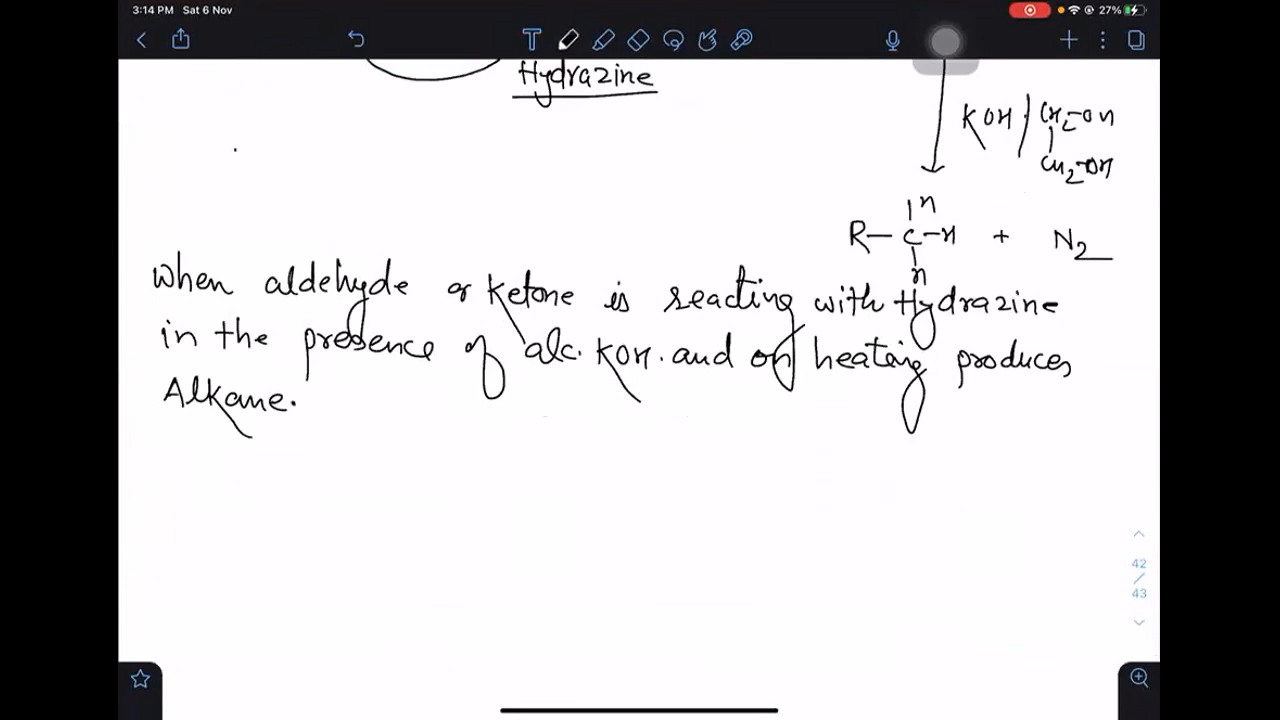 3:14 PM Sat 6 Nov
27%
Hydrazine
KOH / CH2-OH
CH2-OH
H
R-C-H + N2
H
When aldehyde or Ketone is reacting with Hydrazine
in the presence of alc. KOH. and on heating produces
Alkane.
42
/
43